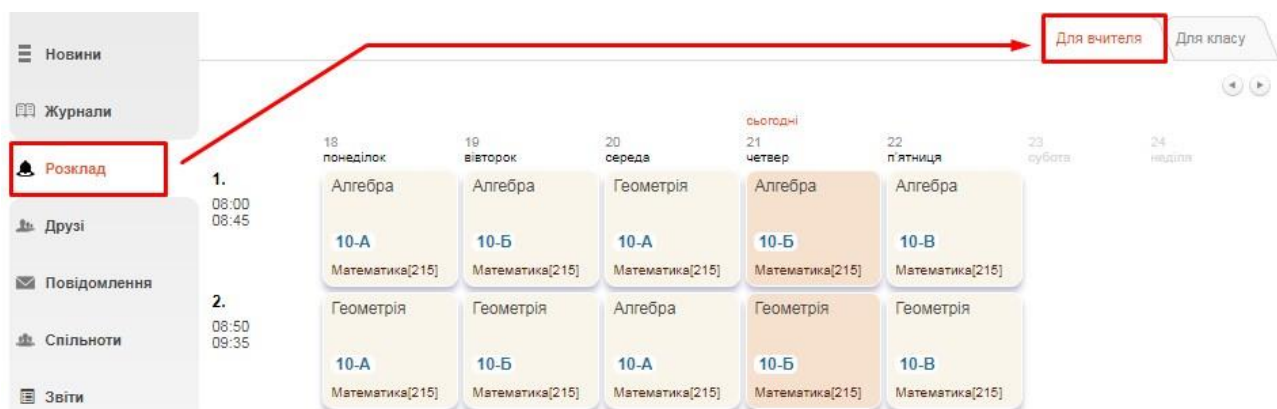 Новини
Журнали
Розклад
Друзі
Повідомлення
Спільноти
Звіти
Для вчителя Для класу
сьогодні
18 19 20 21 22 23 24
понеділок вівторок середа четвер п'ятниця субота неділя
1.
08:00
08:45
Алгебра Алгебра Геометрія Алгебра Алгебра
10-А 10-Б 10-А 10-Б 10-В
Математика[215] Математика[215] Математика[215] Математика[215] Математика[215]
2.
08:50
09:35
Геометрія Геометрія Алгебра Геометрія Геометрія
10-А 10-Б 10-А 10-Б 10-В
Математика[215] Математика[215] Математика[215] Математика[215] Математика[215]